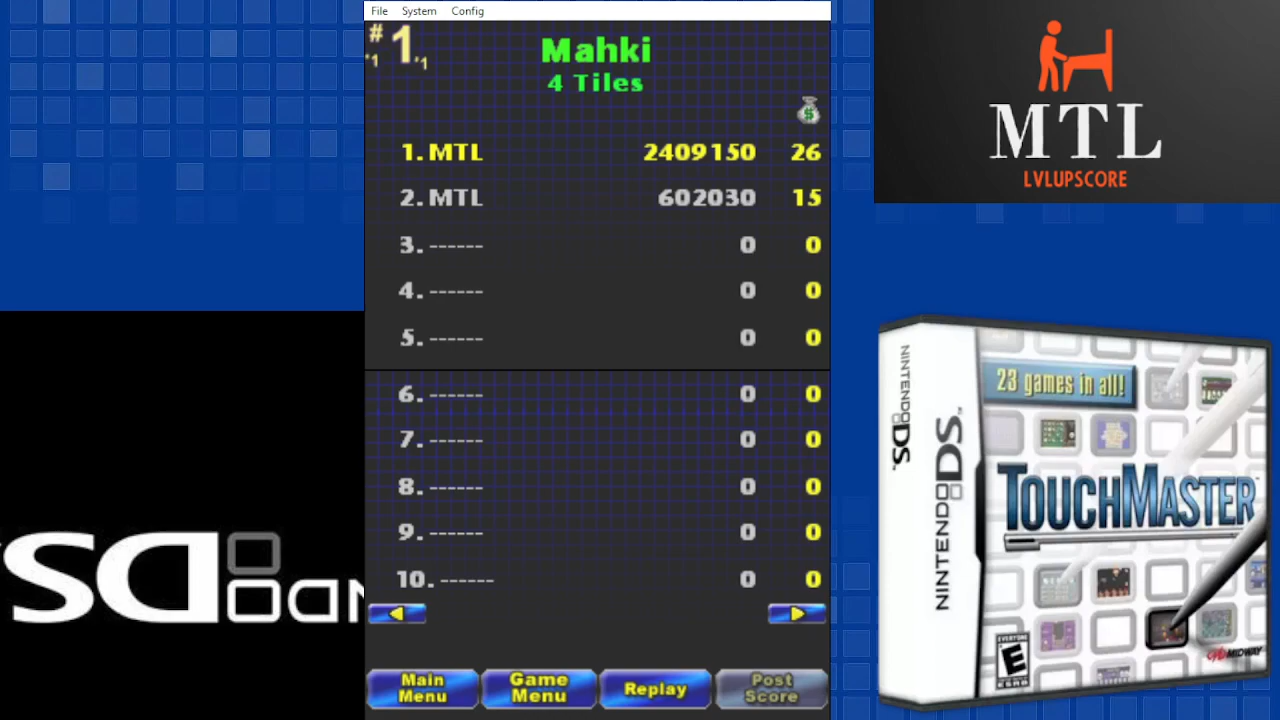 File System Config
# 1
*1 *1
Mahki
4 Tiles
$
1. MTL 2409150 26
2. MTL 602030 15
3. ------ 0 0
4. ------ 0 0
5. ------ 0 0
6. ------ 0 0
7. ------ 0 0
8. ------ 0 0
9. ------ 0 0
10. ------ 0 0
Main Menu
Game Menu
Replay
Post Score
MTL
LVLUPSCORE
NINTENDO DS
NINTENDO DS™
23 games in all!
TOUCHMASTER™
EVERYONE
E
ESRB
MIDWAY